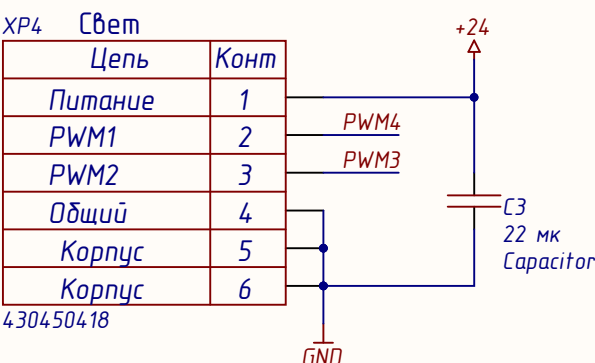 XP4 Свет
+24
Цепь Конт
Питание 1
PWM1 2 PWM4
PWM2 3 PWM3
Общий 4
C3
Корпус 5
22 мк
Capacitor
Корпус 6
430450418
GND